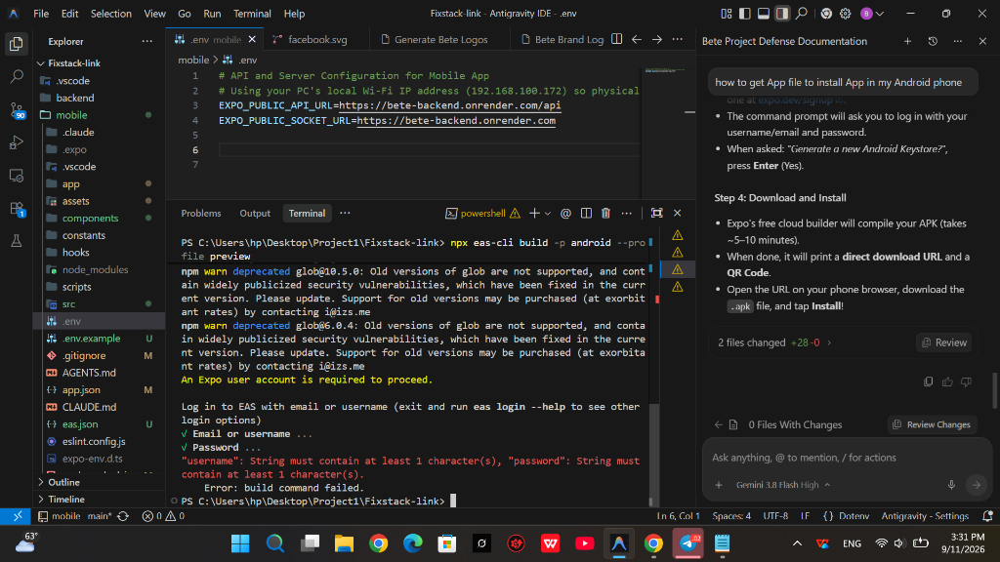 File Edit Selection View Go Run Terminal Help
Fixstack-link - Antigravity IDE - .env
Explorer
Fixstack-link
.vscode
backend
mobile
.claude
.expo
.vscode
app
assets
components
constants
hooks
node_modules
scripts
src
.env
.env.example U
.gitignore M
AGENTS.md
app.json M
CLAUDE.md
eas.json U
eslint.config.js
expo-env.d.ts
Outline
Timeline
90
1
.env mobile
facebook.svg
Generate Bete Logos
Bete Brand Log
mobile > .env
1 # API and Server Configuration for Mobile App
2 # Using your PC's local Wi-Fi IP address (192.168.100.172) so physical
3 EXPO_PUBLIC_API_URL=https://bete-backend.onrender.com/api
4 EXPO_PUBLIC_SOCKET_URL=https://bete-backend.onrender.com
5
6
7
Problems Output Terminal
powershell
PS C:\Users\hp\Desktop\Project1\Fixstack-link> npx eas-cli build -p android --pro
file preview
npm warn deprecated glob@10.5.0: Old versions of glob are not supported, and cont
ain widely publicized security vulnerabilities, which have been fixed in the curr
ent version. Please update. Support for old versions may be purchased (at exorbit
ant rates) by contacting i@izs.me
npm warn deprecated glob@6.0.4: Old versions of glob are not supported, and conta
in widely publicized security vulnerabilities, which have been fixed in the curre
nt version. Please update. Support for old versions may be purchased (at exorbita
nt rates) by contacting i@izs.me
An Expo user account is required to proceed.
Log in to EAS with email or username (exit and run eas login --help to see other
login options)
√ Email or username ...
√ Password ...
"username": String must contain at least 1 character(s), "password": String must
contain at least 1 character(s).
Error: build command failed.
PS C:\Users\hp\Desktop\Project1\Fixstack-link>
Bete Project Defense Documentation
how to get App file to install App in my Android phone
one at expo.dev/signup
• The command prompt will ask you to log in with your
username/email and password.
• When asked: "Generate a new Android Keystore?",
press Enter (Yes).
Step 4: Download and Install
• Expo's free cloud builder will compile your APK (takes
~5–10 minutes).
• When done, it will print a direct download URL and a
QR Code.
• Open the URL on your phone browser, download the
.apk file, and tap Install!
2 files changed +28 -0 >
Review
0 Files With Changes
Review Changes
Ask anything, @ to mention, / for actions
Gemini 3.8 Flash High
mobile main* 0 0
Ln 6, Col 1 Spaces: 4 UTF-8 LF {} Dotenv Antigravity - Settings
63°
ENG
3:31 PM
9/11/2026